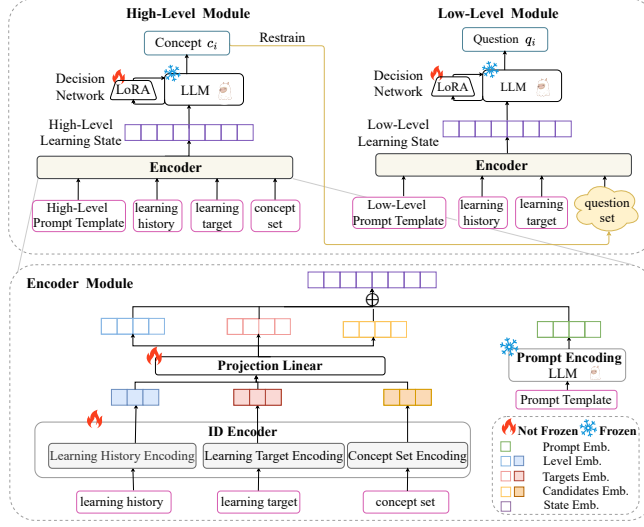 High-Level Module
Low-Level Module
Concept c_i
Restrain
Question q_i
Decision
Network
LoRA
LLM
Decision
Network
LoRA
LLM
High-Level
Learning State
Low-Level
Learning State
Encoder
Encoder
High-Level
Prompt Template
learning
history
learning
target
concept
set
Low-Level
Prompt Template
learning
history
learning
target
question
set
Encoder Module
Projection Linear
Prompt Encoding
LLM
Prompt Template
ID Encoder
Learning History Encoding
Learning Target Encoding
Concept Set Encoding
learning history
learning target
concept set
Not Frozen
Frozen
Prompt Emb.
Level Emb.
Targets Emb.
Candidates Emb.
State Emb.